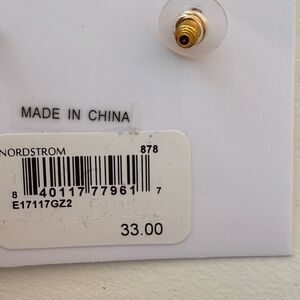 MADE IN CHINA
NORDSTROM 878
8 40117 77961 7
E17117GZ2
33.00